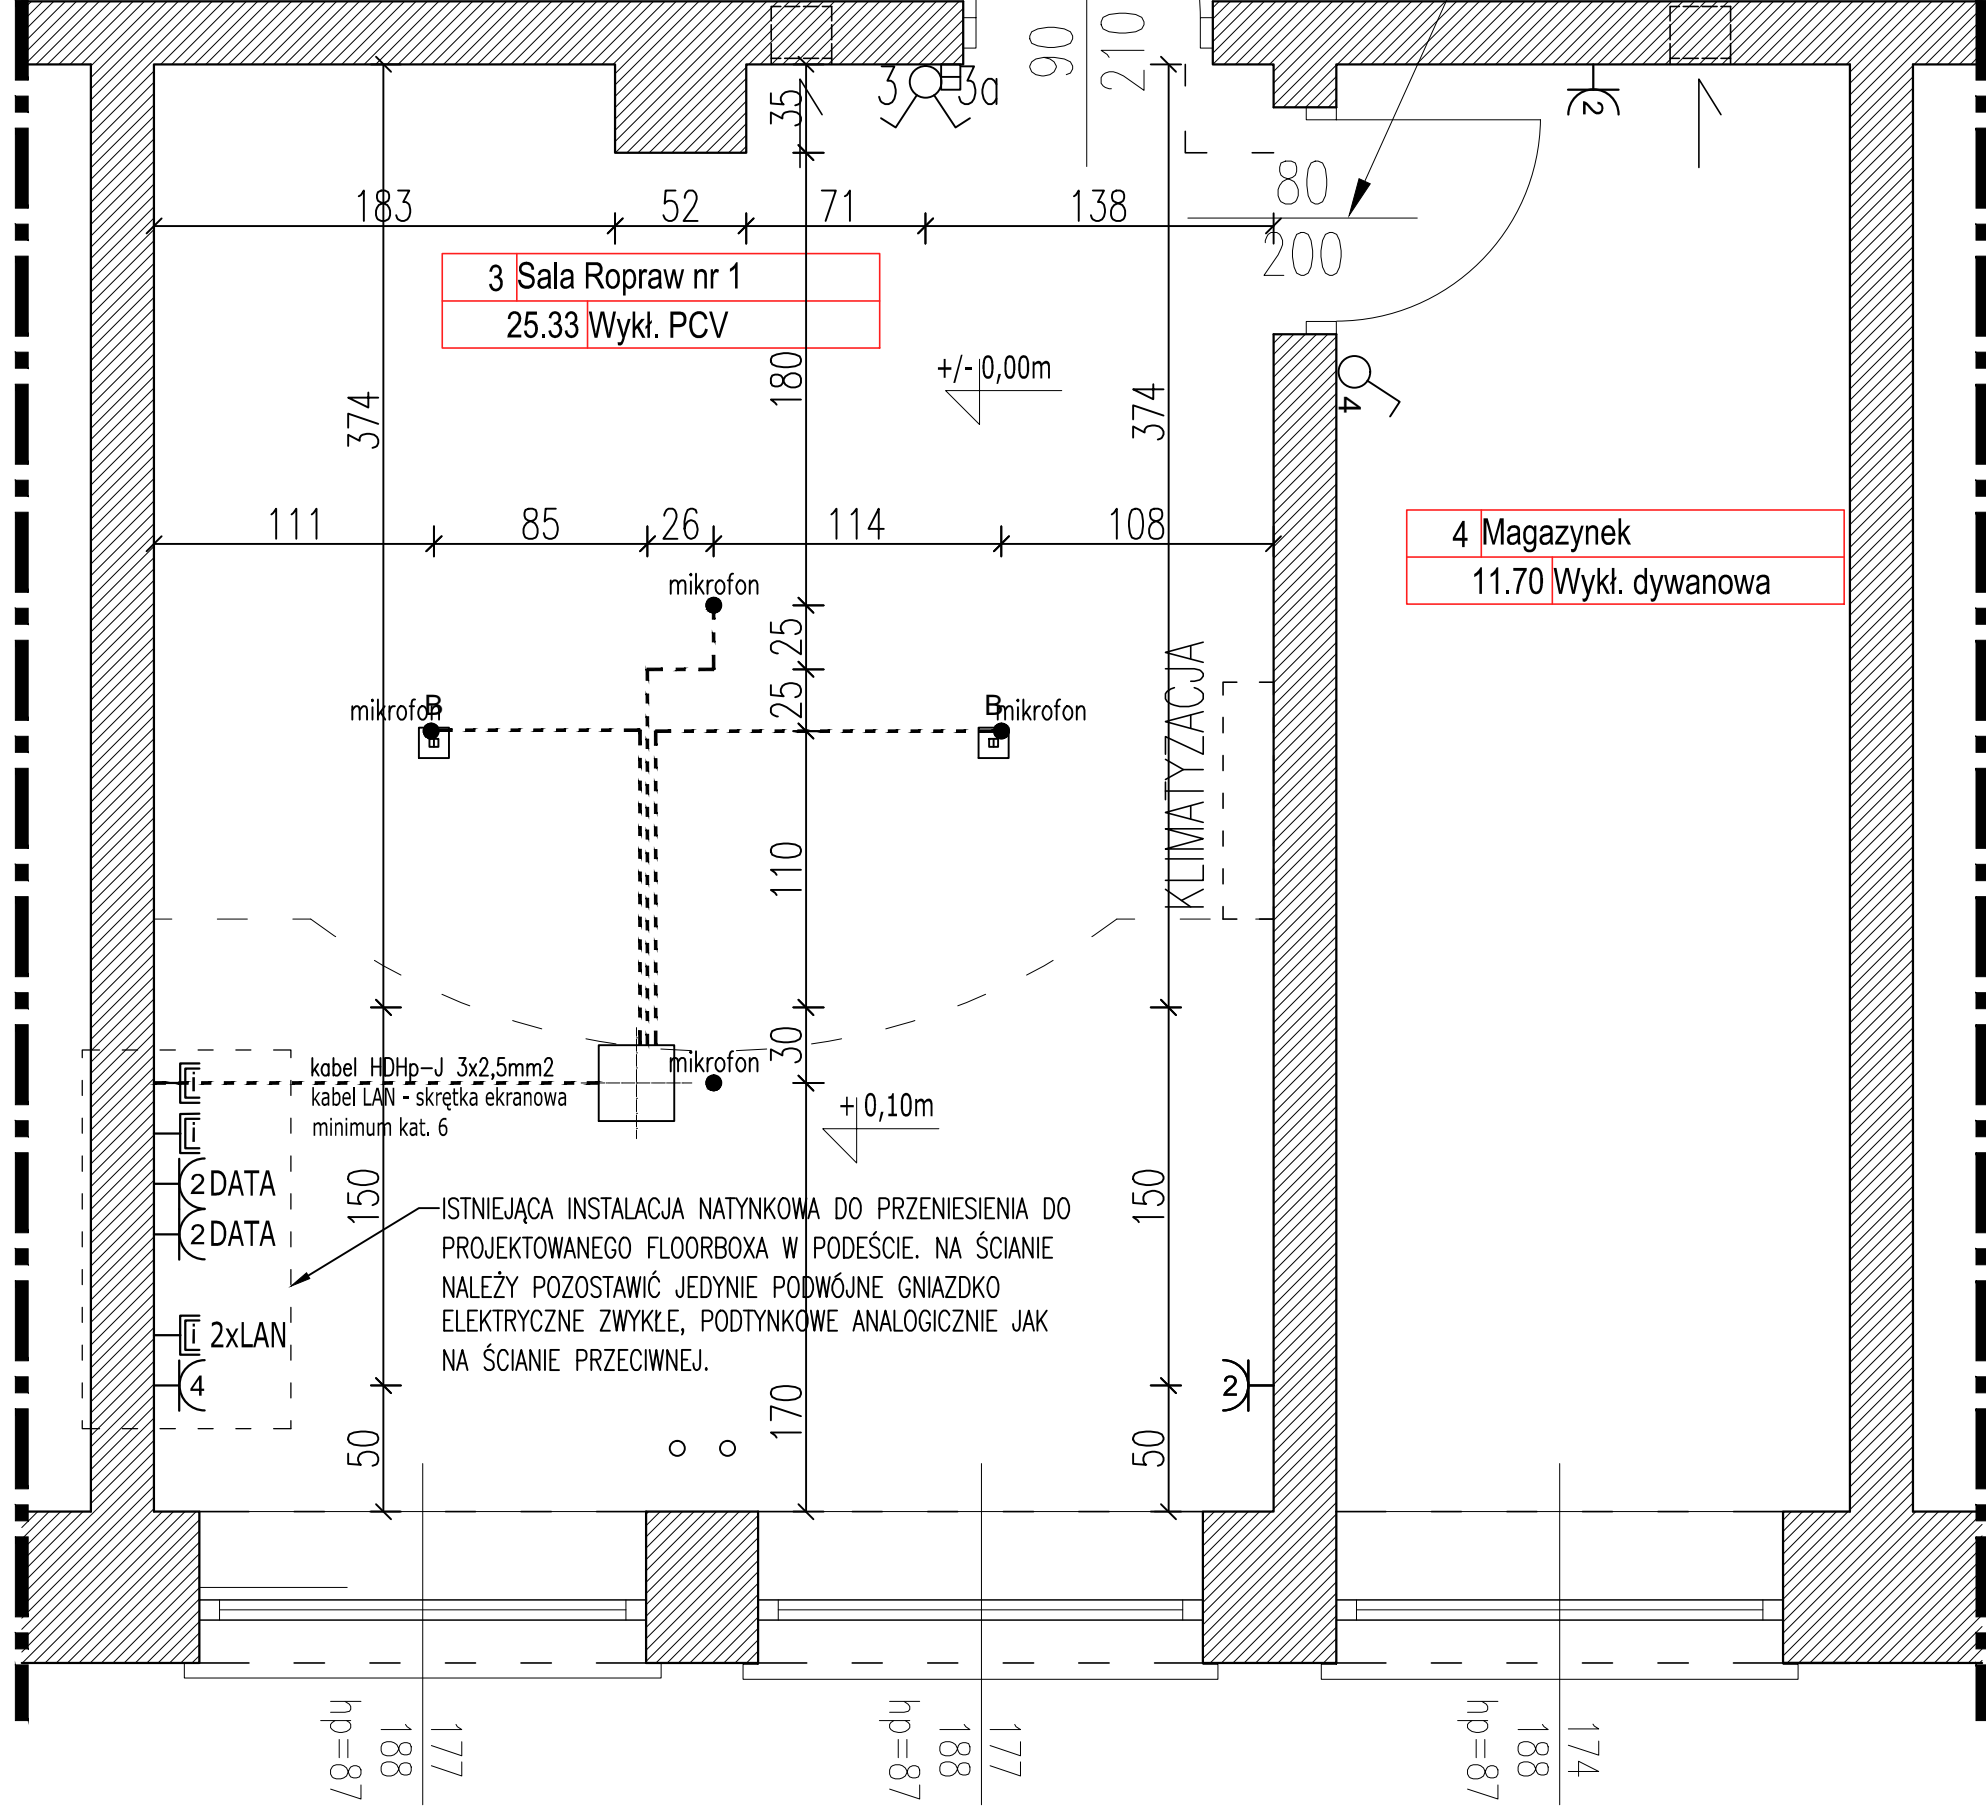 90
210
3
3a
35
2
183
52
71
138
80
200
3 Sala Ropraw nr 1
25.33 Wykł. PCV
180
+/- 0,00m
374
374
4
111
85
26
114
108
4 Magazynek
11.70 Wykł. dywanowa
mikrofon
25
25
mikrofon
B
B
mikrofon
KLIMATYZACJA
110
30
mikrofon
kabel HDHp-J 3x2,5mm2
kabel LAN - skrętka ekranowa
minimum kat. 6
+ 0,10m
i
i
2 DATA
2 DATA
150
150
ISTNIEJĄCA INSTALACJA NATYNKOWA DO PRZENIESIENIA DO
PROJEKTOWANEGO FLOORBOXA W PODEŚCIE. NA ŚCIANIE
NALEŻY POZOSTAWIĆ JEDYNIE PODWÓJNE GNIAZDKO
ELEKTRYCZNE ZWYKŁE, PODTYNKOWE ANALOGICZNIE JAK
NA ŚCIANIE PRZECIWNEJ.
i 2xLAN
4
2
50
170
50
177
188
hp=87
177
188
hp=87
174
188
hp=87